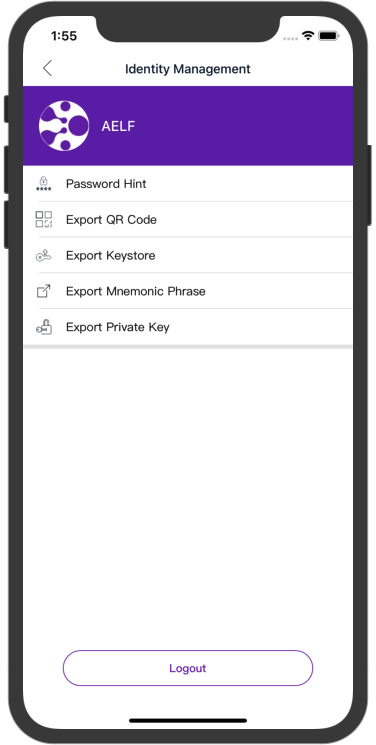 1:55
Identity Management
AELF
Password Hint
Export QR Code
Export Keystore
Export Mnemonic Phrase
Export Private Key
Logout